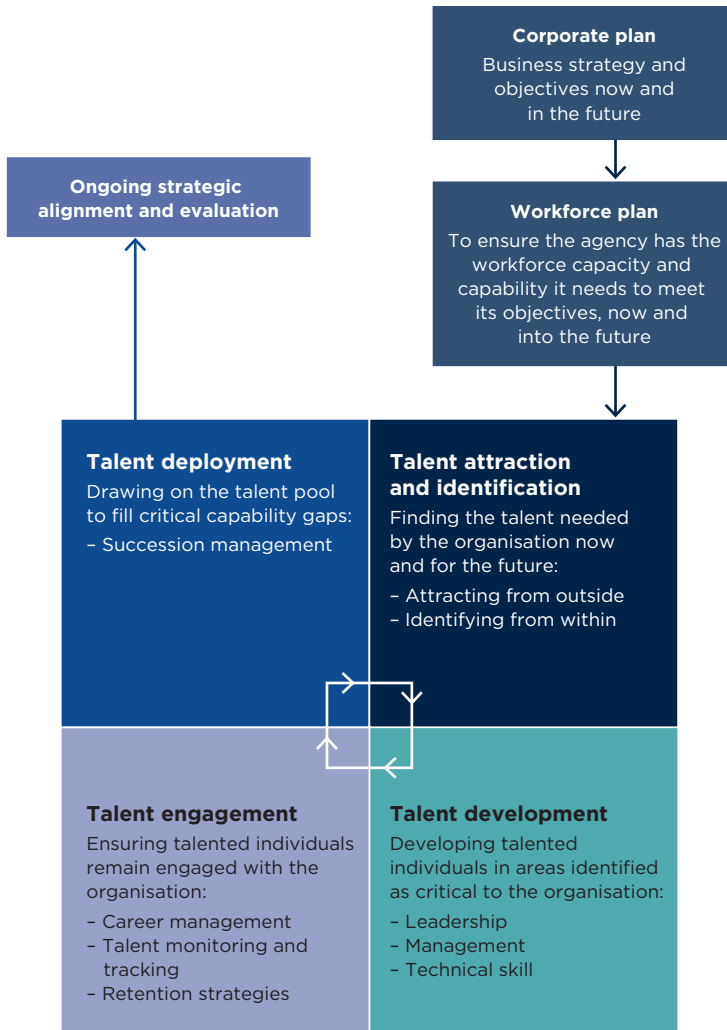 Corporate plan
Business strategy and
objectives now and
in the future
Ongoing strategic
alignment and evaluation
Workforce plan
To ensure the agency has the
workforce capacity and
capability it needs to meet
its objectives, now and
into the future
Talent deployment
Drawing on the talent pool
to fill critical capability gaps:
– Succession management
Talent attraction
and identification
Finding the talent needed
by the organisation now
and for the future:
– Attracting from outside
– Identifying from within
Talent engagement
Ensuring talented individuals
remain engaged with the
organisation:
– Career management
– Talent monitoring and
tracking
– Retention strategies
Talent development
Developing talented
individuals in areas identified
as critical to the organisation:
– Leadership
– Management
– Technical skill